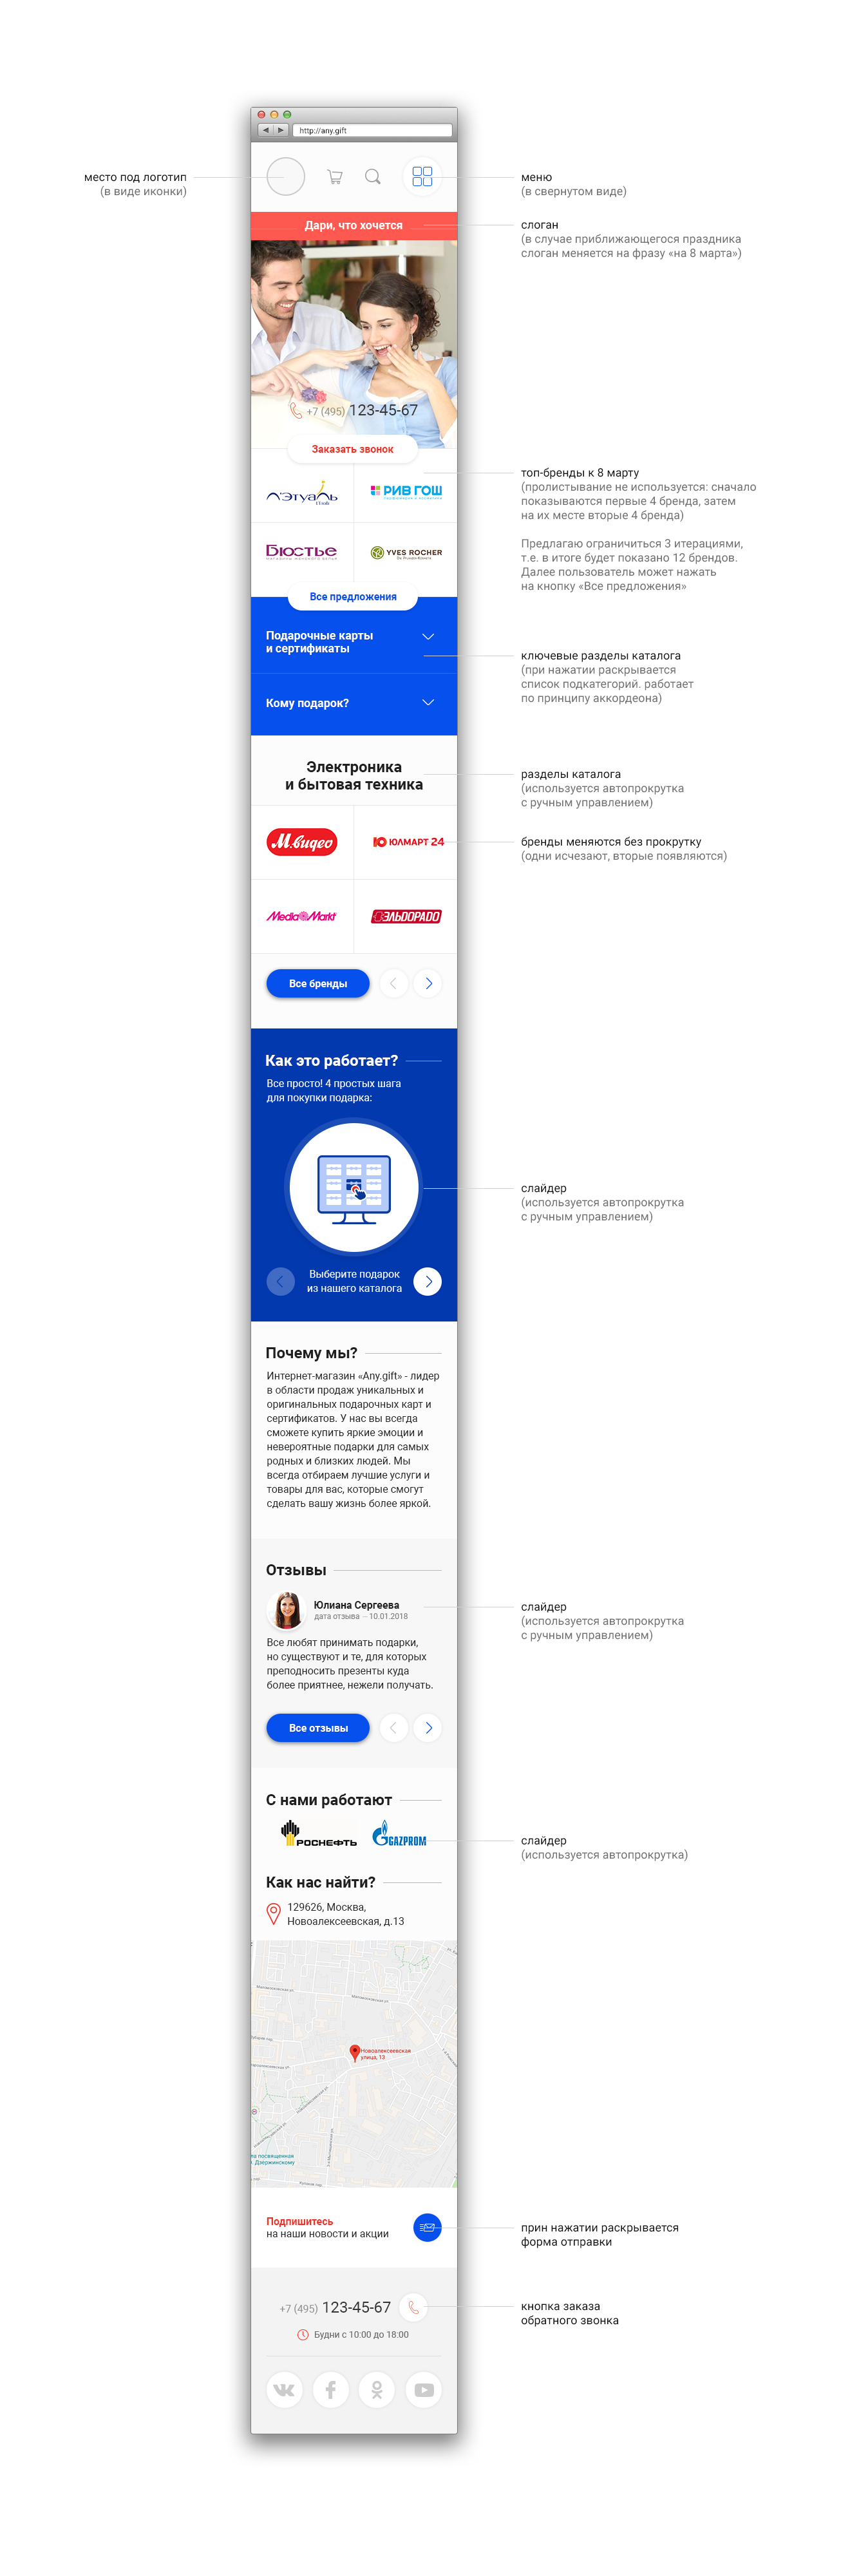 http://any.gift
место под логотип
(в виде иконки)
меню
(в свернутом виде)
Дари, что хочется
слоган
(в случае приближающегося праздника
слоган меняется на фразу «на 8 марта»)
+7 (495) 123-45-67
Заказать звонок
топ-бренды к 8 марту
(пролистывание не используется: сначало
показываются первые 4 бренда, затем
на их месте вторые 4 бренда)
Предлагаю ограничиться 3 итерациями,
т.е. в итоге будет показано 12 брендов.
Далее пользователь может нажать
на кнопку «Все предложения»
Л'Этуаль
РИВ ГОШ
Бюстье
YVES ROCHER
Все предложения
Подарочные карты
и сертификаты
Кому подарок?
ключевые разделы каталога
(при нажатии раскрывается
список подкатегорий. работает
по принципу аккордеона)
Электроника
и бытовая техника
разделы каталога
(используется автопрокрутка
с ручным управлением)
М.видео
ЮЛМАРТ 24
бренды меняются без прокрутку
(одни исчезают, вторые появляются)
Media Markt
ЭЛЬДОРАДО
Все бренды
Как это работает?
Все просто! 4 простых шага
для покупки подарка:
слайдер
(используется автопрокрутка
с ручным управлением)
Выберите подарок
из нашего каталога
Почему мы?
Интернет-магазин «Any.gift» - лидер
в области продаж уникальных и
оригинальных подарочных карт и
сертификатов. У нас вы всегда
сможете купить яркие эмоции и
невероятные подарки для самых
родных и близких людей. Мы
всегда отбираем лучшие услуги и
товары для вас, которые смогут
сделать вашу жизнь более яркой.
Отзывы
Юлиана Сергеева
дата отзыва – 10.01.2018
слайдер
(используется автопрокрутка
с ручным управлением)
Все любят принимать подарки,
но существуют и те, для которых
преподносить презенты куда
более приятнее, нежели получать.
Все отзывы
С нами работают
РОСНЕФТЬ
GAZPROM
слайдер
(используется автопрокрутка)
Как нас найти?
129626, Москва,
Новоалексеевская, д.13
Новоалексеевская
улица, 13
Дзержинскому
Подпишитесь
на наши новости и акции
прин нажатии раскрывается
форма отправки
+7 (495) 123-45-67
кнопка заказа
обратного звонка
Будни с 10:00 до 18:00